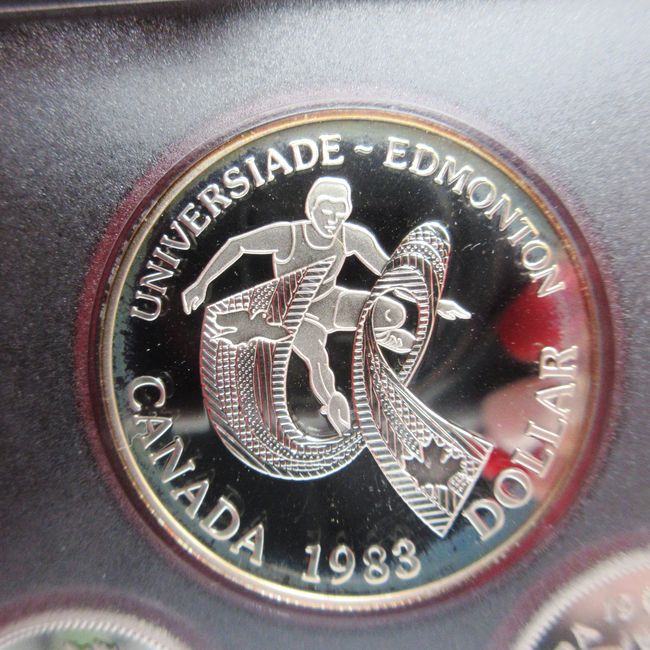 UNIVERSIADE ~ EDMONTON
CANADA 1983 DOLLAR